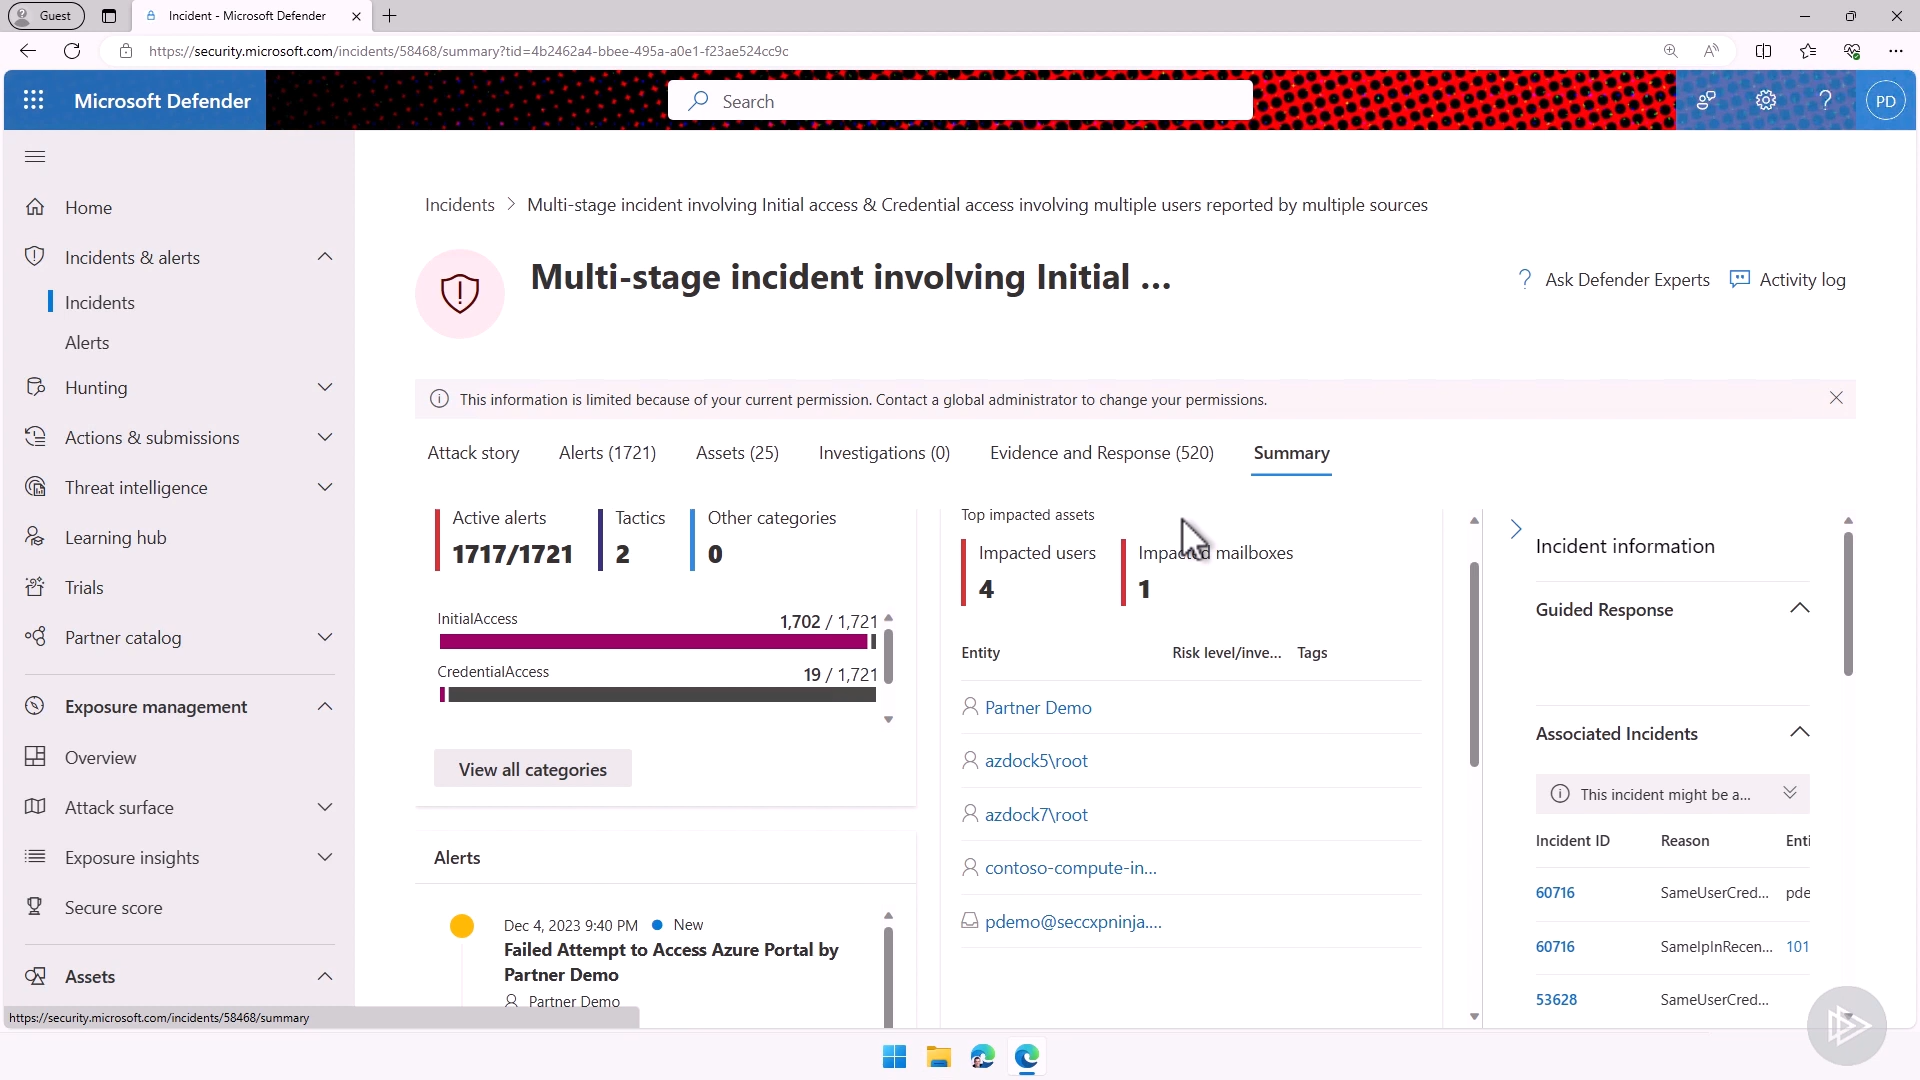 Guest
Incident - Microsoft Defender
https://security.microsoft.com/incidents/58468/summary?tid=4b2462a4-bbee-495a-a0e1-f23ae524cc9c
Microsoft Defender
Search
PD
Home
Incidents & alerts
Incidents
Alerts
Hunting
Actions & submissions
Threat intelligence
Learning hub
Trials
Partner catalog
Exposure management
Overview
Attack surface
Exposure insights
Secure score
Assets
Incidents > Multi-stage incident involving Initial access & Credential access involving multiple users reported by multiple sources
Multi-stage incident involving Initial ...
Ask Defender Experts
Activity log
This information is limited because of your current permission. Contact a global administrator to change your permissions.
Attack story Alerts (1721) Assets (25) Investigations (0) Evidence and Response (520) Summary
Active alerts Tactics Other categories
1717/1721 2 0
InitialAccess 1,702 / 1,721
CredentialAccess 19 / 1,721
View all categories
Alerts
Dec 4, 2023 9:40 PM New
Failed Attempt to Access Azure Portal by
Partner Demo
Partner Demo
Top impacted assets
Impacted users Impacted mailboxes
4 1
Entity Risk level/inve... Tags
Partner Demo
azdock5\root
azdock7\root
contoso-compute-in...
pdemo@seccxpninja....
Incident information
Guided Response
Associated Incidents
This incident might be a...
Incident ID Reason Enti
60716 SameUserCred... pde
60716 SameIpInRecen... 101
53628 SameUserCred...
https://security.microsoft.com/incidents/58468/summary